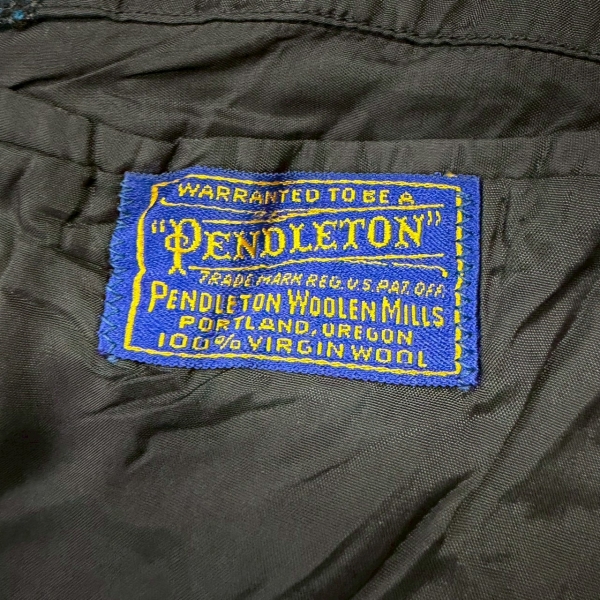 WARRANTED TO BE A
"PENDLETON"
TRADE MARK REG. U.S. PAT. OFF.
PENDLETON WOOLEN MILLS
PORTLAND, OREGON
100% VIRGIN WOOL